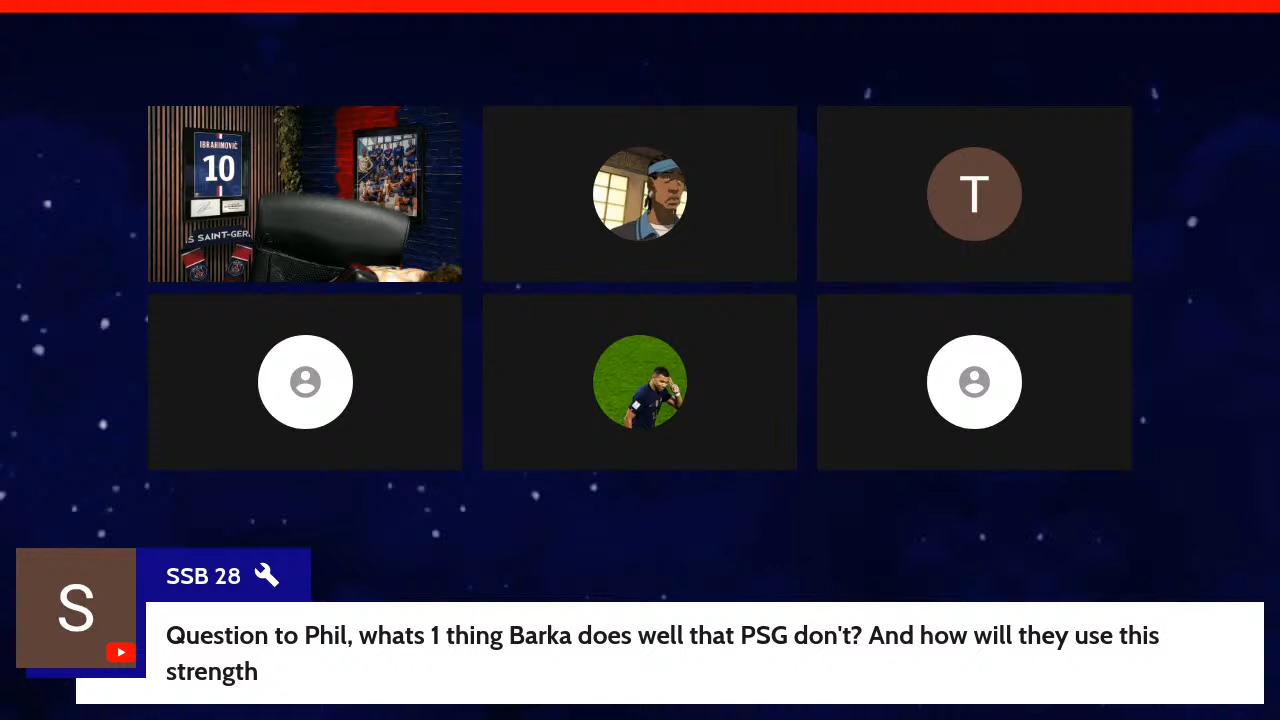 IBRAHIMOVIĆ
10
S SAINT-GER
T
S
SSB 28
Question to Phil, whats 1 thing Barka does well that PSG don't? And how will they use this
strength